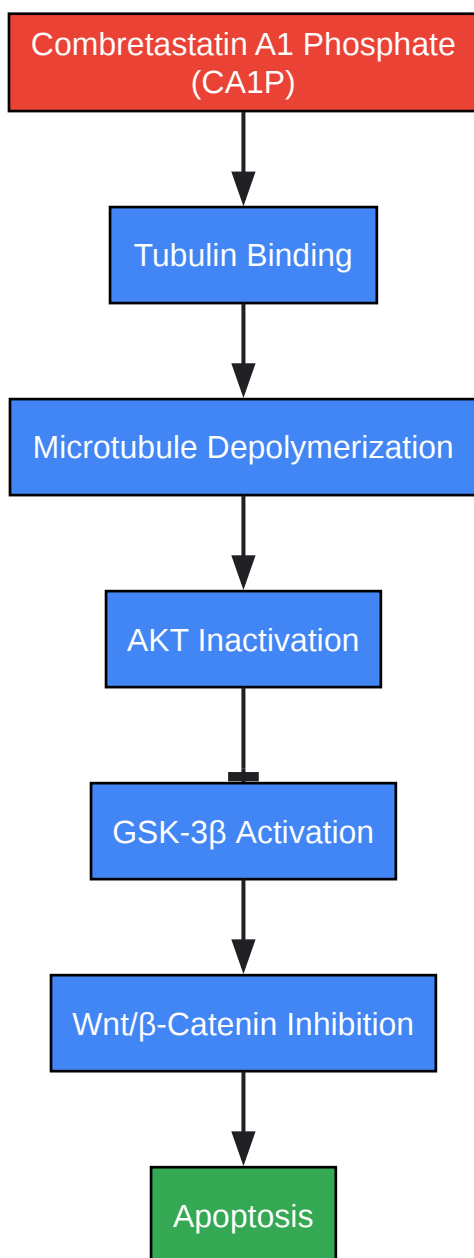 Combretastatin A1 Phosphate
(CA1P)
Tubulin Binding
Microtubule Depolymerization
AKT Inactivation
GSK-3β Activation
Wnt/β-Catenin Inhibition
Apoptosis